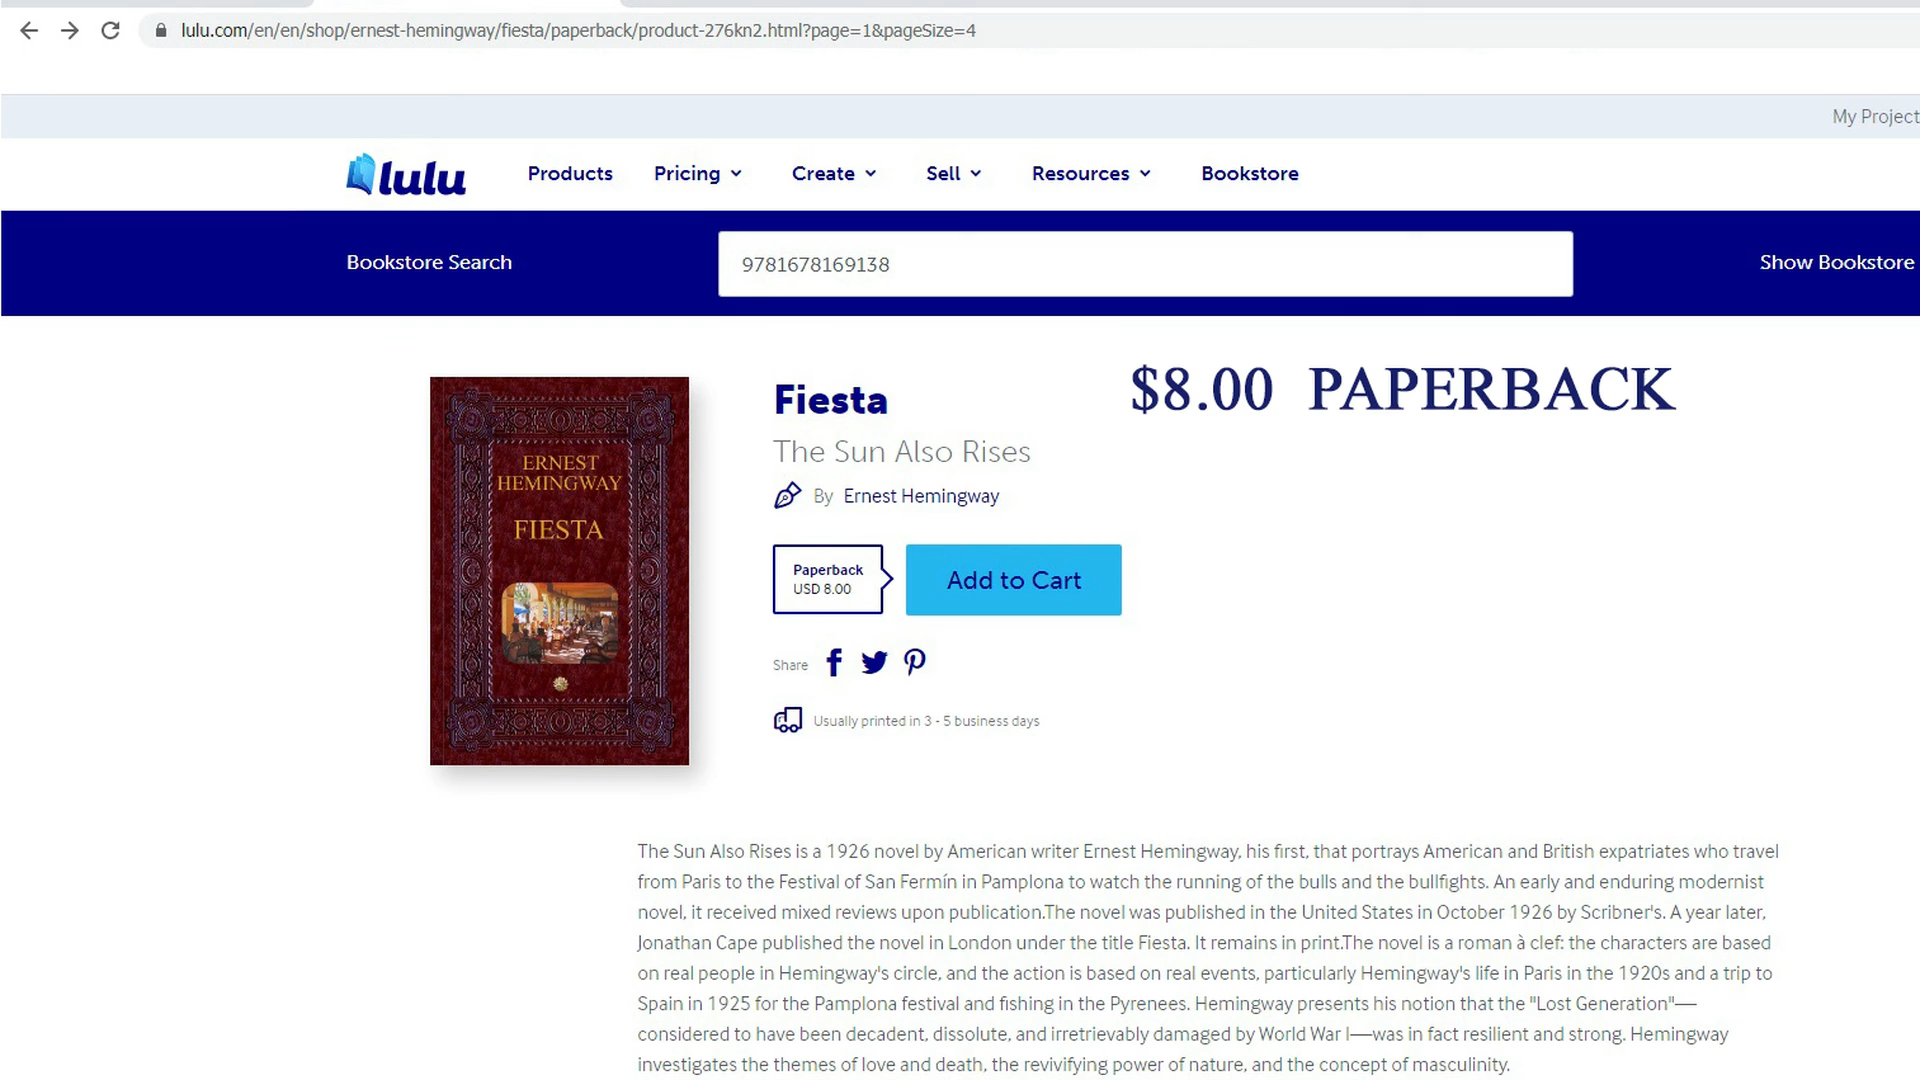 lulu.com/en/en/shop/ernest-hemingway/fiesta/paperback/product-276kn2.html?page=1&pageSize=4
My Project
lulu Products Pricing Create Sell Resources Bookstore
Bookstore Search 9781678169138 Show Bookstore
Fiesta $8.00 PAPERBACK
The Sun Also Rises
By Ernest Hemingway
ERNEST
HEMINGWAY
FIESTA
Paperback
USD 8.00
Add to Cart
Share
Usually printed in 3 - 5 business days
The Sun Also Rises is a 1926 novel by American writer Ernest Hemingway, his first, that portrays American and British expatriates who travel
from Paris to the Festival of San Fermín in Pamplona to watch the running of the bulls and the bullfights. An early and enduring modernist
novel, it received mixed reviews upon publication.The novel was published in the United States in October 1926 by Scribner's. A year later,
Jonathan Cape published the novel in London under the title Fiesta. It remains in print.The novel is a roman à clef: the characters are based
on real people in Hemingway's circle, and the action is based on real events, particularly Hemingway's life in Paris in the 1920s and a trip to
Spain in 1925 for the Pamplona festival and fishing in the Pyrenees. Hemingway presents his notion that the "Lost Generation"—
considered to have been decadent, dissolute, and irretrievably damaged by World War I—was in fact resilient and strong. Hemingway
investigates the themes of love and death, the revivifying power of nature, and the concept of masculinity.